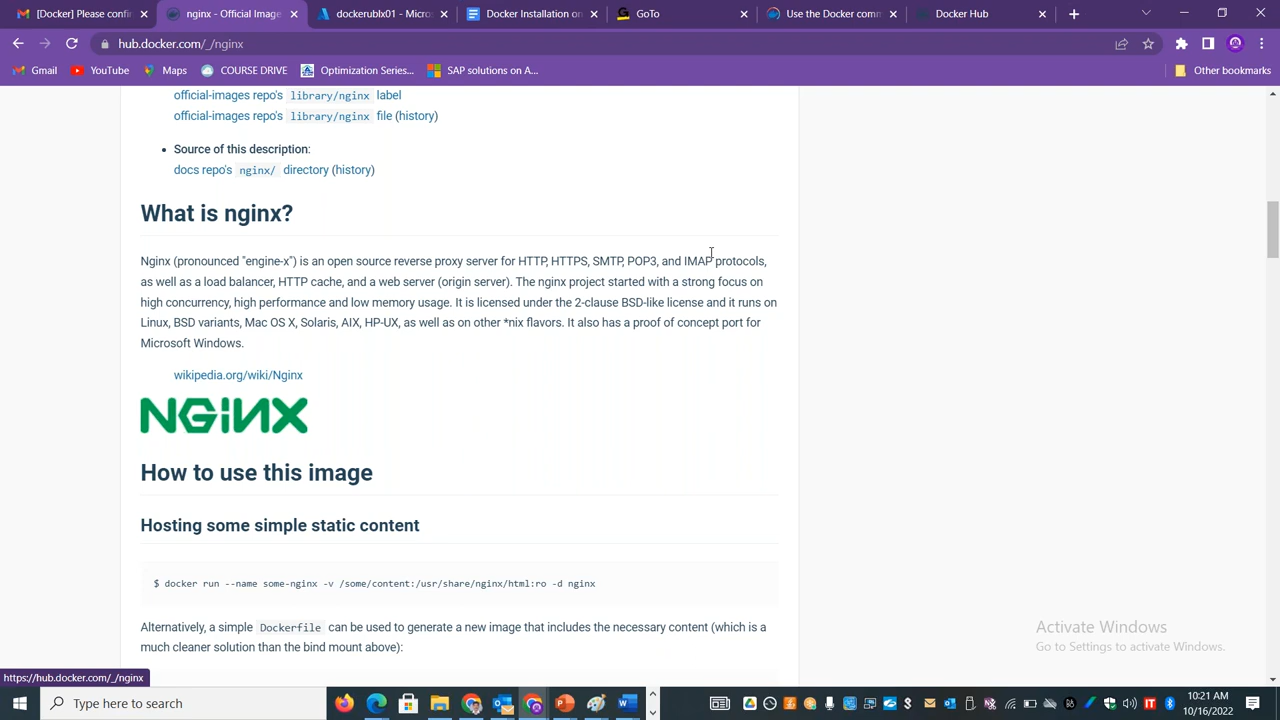 [Docker] Please confi
dockerublx01 - Mi
Docker Installation on
GoTo
Use the Docker com
Docker Hub
hub.docker.com/_/nginx
Gmail YouTube Maps COURSE DRIVE Optimization Series... SAP solutions on A... Other bookmarks
official-images repo's library/nginx label
official-images repo's library/nginx file (history)
• Source of this description:
docs repo's nginx/ directory (history)
What is nginx?
Nginx (pronounced "engine-x") is an open source reverse proxy server for HTTP, HTTPS, SMTP, POP3, and IMAP protocols,
as well as a load balancer, HTTP cache, and a web server (origin server). The nginx project started with a strong focus on
high concurrency, high performance and low memory usage. It is licensed under the 2-clause BSD-like license and it runs on
Linux, BSD variants, Mac OS X, Solaris, AIX, HP-UX, as well as on other *nix flavors. It also has a proof of concept port for
Microsoft Windows.
wikipedia.org/wiki/Nginx
NGINX
How to use this image
Hosting some simple static content
$ docker run --name some-nginx -v /some/content:/usr/share/nginx/html:ro -d nginx
Alternatively, a simple Dockerfile can be used to generate a new image that includes the necessary content (which is a
much cleaner solution than the bind mount above):
Activate Windows
Go to Settings to activate Windows.
https://hub.docker.com/_/nginx
Type here to search
10:21 AM
10/16/2022